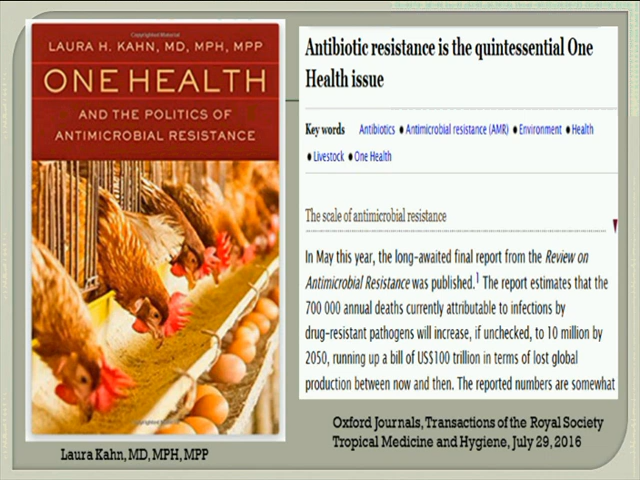 Copyrighted Material
LAURA H. KAHN, MD, MPH, MPP
ONE HEALTH
AND THE POLITICS OF
ANTIMICROBIAL RESISTANCE
Copyrighted Material
Laura Kahn, MD, MPH, MPP
Antibiotic resistance is the quintessential One
Health issue
Key words Antibiotics • Antimicrobial resistance (AMR) • Environment • Health
• Livestock • One Health
The scale of antimicrobial resistance
In May this year, the long-awaited final report from the Review on
Antimicrobial Resistance was published.1 The report estimates that the
700 000 annual deaths currently attributable to infections by
drug-resistant pathogens will increase, if unchecked, to 10 million by
2050, running up a bill of US$100 trillion in terms of lost global
production between now and then. The reported numbers are somewhat
Oxford Journals, Transactions of the Royal Society
Tropical Medicine and Hygiene, July 29, 2016